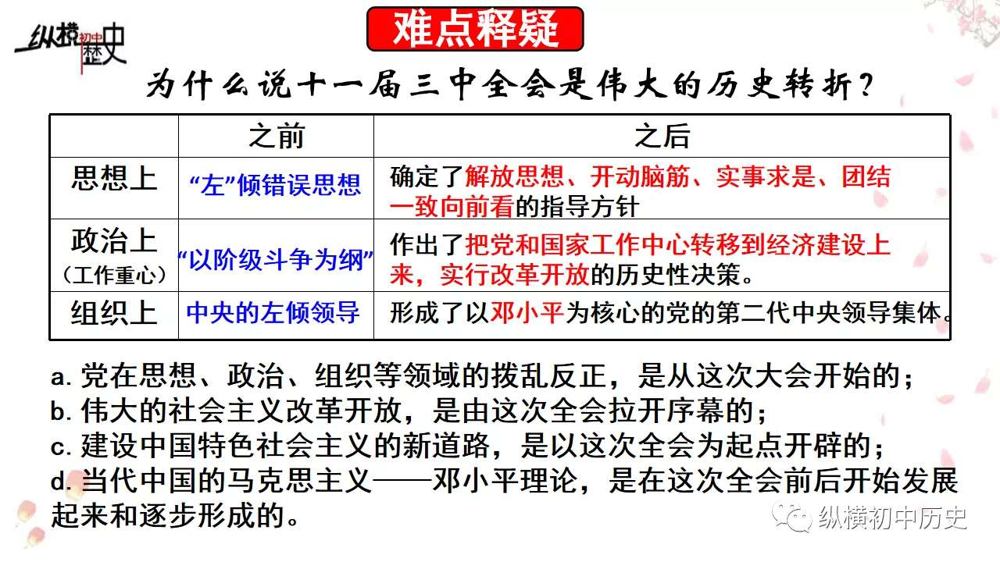 纵横初中歷史
难点释疑
为什么说十一届三中全会是伟大的历史转折？
之前 之后
思想上 “左”倾错误思想 确定了解放思想、开动脑筋、实事求是、团结
一致向前看的指导方针
政治上 “以阶级斗争为纲” 作出了把党和国家工作中心转移到经济建设上
（工作重心） 来，实行改革开放的历史性决策。
组织上 中央的左倾领导 形成了以邓小平为核心的党的第二代中央领导集体。
a. 党在思想、政治、组织等领域的拨乱反正，是从这次大会开始的；
b. 伟大的社会主义改革开放，是由这次全会拉开序幕的；
c. 建设中国特色社会主义的新道路，是以这次全会为起点开辟的；
d. 当代中国的马克思主义——邓小平理论，是在这次全会前后开始发展
起来和逐步形成的。
纵横初中历史